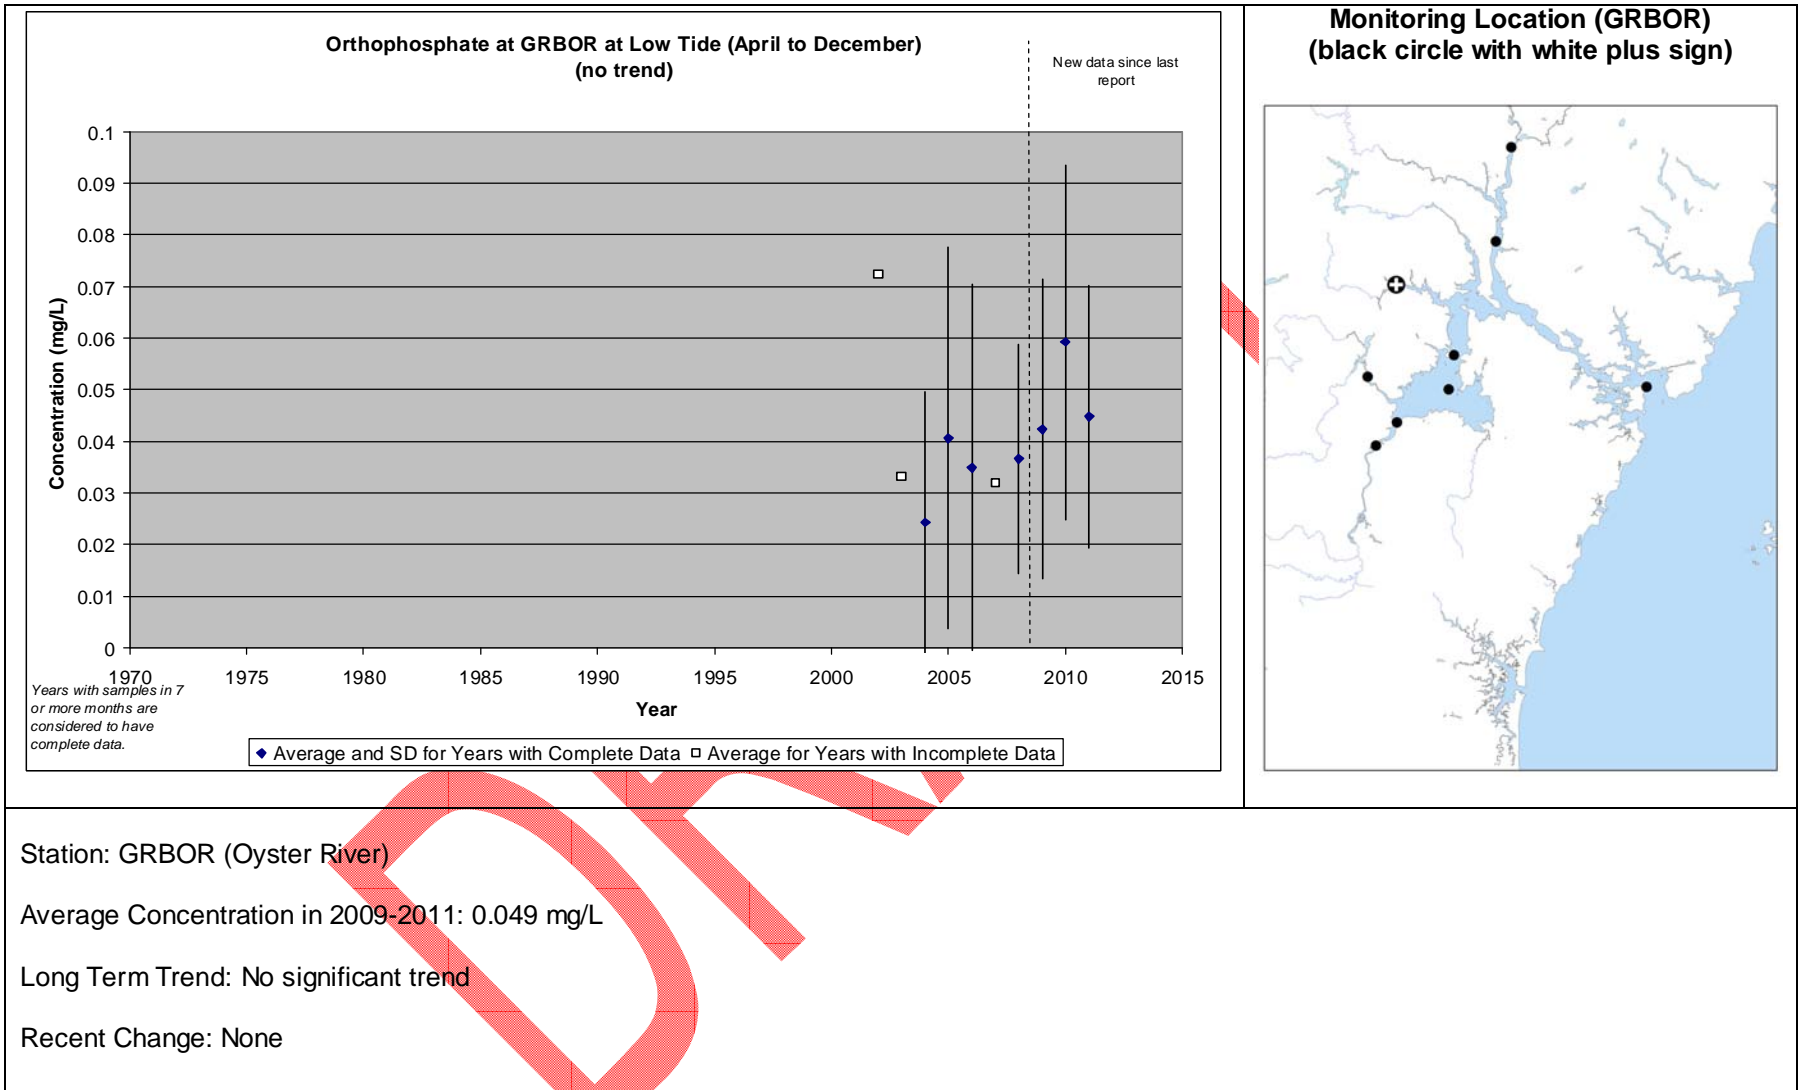 Orthophosphate at GRBOR at Low Tide (April to December)
(no trend)
New data since last
report
Concentration (mg/L)
0.1
0.09
0.08
0.07
0.06
0.05
0.04
0.03
0.02
0.01
0
1970 1975 1980 1985 1990 1995 2000 2005 2010 2015
Year
Years with samples in 7
or more months are
considered to have
complete data.
Average and SD for Years with Complete Data Average for Years with Incomplete Data
Monitoring Location (GRBOR)
(black circle with white plus sign)
Station: GRBOR (Oyster River)
Average Concentration in 2009-2011: 0.049 mg/L
Long Term Trend: No significant trend
Recent Change: None